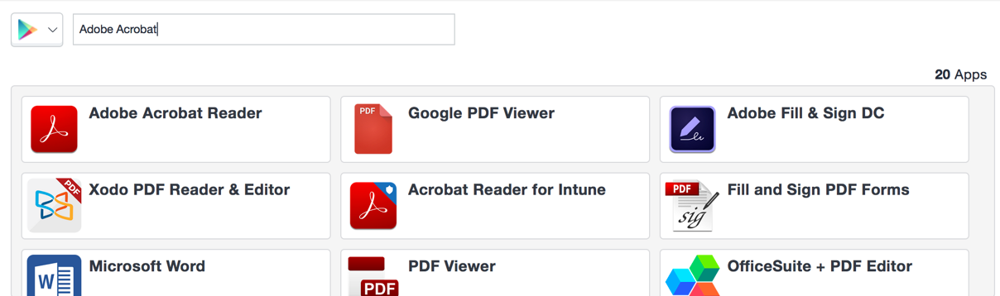 Adobe Acrobat
20 Apps
Adobe Acrobat Reader
PDF
Google PDF Viewer
Adobe Fill & Sign DC
PDF
Xodo PDF Reader & Editor
Acrobat Reader for Intune
PDF
sig
Fill and Sign PDF Forms
W
Microsoft Word
PDF
PDF Viewer
OfficeSuite + PDF Editor